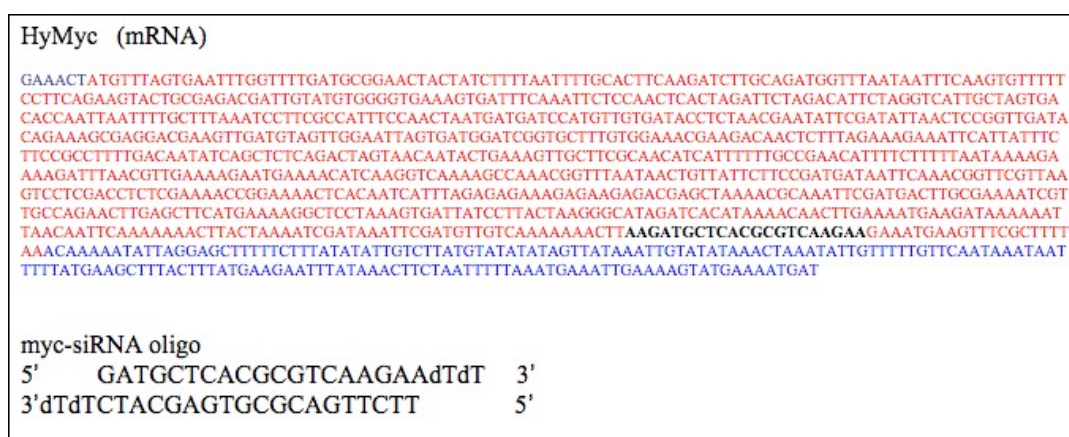 HyMyc (mRNA)
GAAACTATGTTTAGTGAATTTGGTTTTGATGCGGAACTACTATCTTTTAATTTTGCACTTCAAGATCTTGCAGATGGTTTAATAATTTCAAGTGTTTTT
CCTTCAGAAGTACTGCGAGACGATTGTATGTGGGGTGAAAGTGATTTCAAATTCTCCAACTCACTAGATTCTAGACATTCTAGGTCATTGCTAGTGA
CACCAATTAATTTTGCTTTAAATCCTTCGCCATTTCCAACTAATGATGATCCATGTTGTGATACCTCTAACGAATATTCGATATTAACTCCGGTTGATA
CAGAAAGCGAGGACGAAGTTGATGTAGTTGGAATTAGTGATGGATCGGTGCTTTGTGGAAACGAAGACAACTCTTTAGAAAGAAATTCATTATTTC
TTCCGCCTTTTGACAATATCAGCTCTCAGACTAGTAACAATACTGAAAGTTGCTTCGCAACATCATTTTTTGCCGAACATTTTCTTTTTAATAAAAGA
AAAGATTTAACGTTGAAAAGAATGAAAACATCAAGGTCAAAAGCCAAACGGTTTAATAACTGTTATTCTTCCGATGATAATTCAAACGGTTCGTTAA
GTCCTCGACCTCTCGAAAACCGGAAAACTCACAATCATTTAGAGAGAAAGAGAAGAGACGAGCTAAAACGCAAATTCGATGACTTGCGAAAATCGT
TGCCAGAACTTGAGCTTCATGAAAAGGCTCCTAAAGTGATTATCCTTACTAAGGGCATAGATCACATAAAACAACTTGAAAATGAAGATAAAAAAT
TAACAATTCAAAAAAACTTACTAAAATCGATAAATTCGATGTTGTCAAAAAAACTTAAGATGCTCACGCGTCAAGAAGAAATGAAGTTTCGCTTTT
AAACAAAAATATTAGGAGCTTTTTCTTTATATATTGTCTTATGTATATATAGTTATAAATTGTATATAAACTAAATATTGTTTTTGTTCAATAAATAAT
TTTTATGAAGCTTTACTTTATGAAGAATTTATAAACTTCTAATTTTTAAATGAAATTGAAAAGTATGAAAATGAT
myc-siRNA oligo
5' GATGCTCACGCGTCAAGAAdTdT 3'
3'dTdTCTACGAGTGCGCAGTTCTT 5'